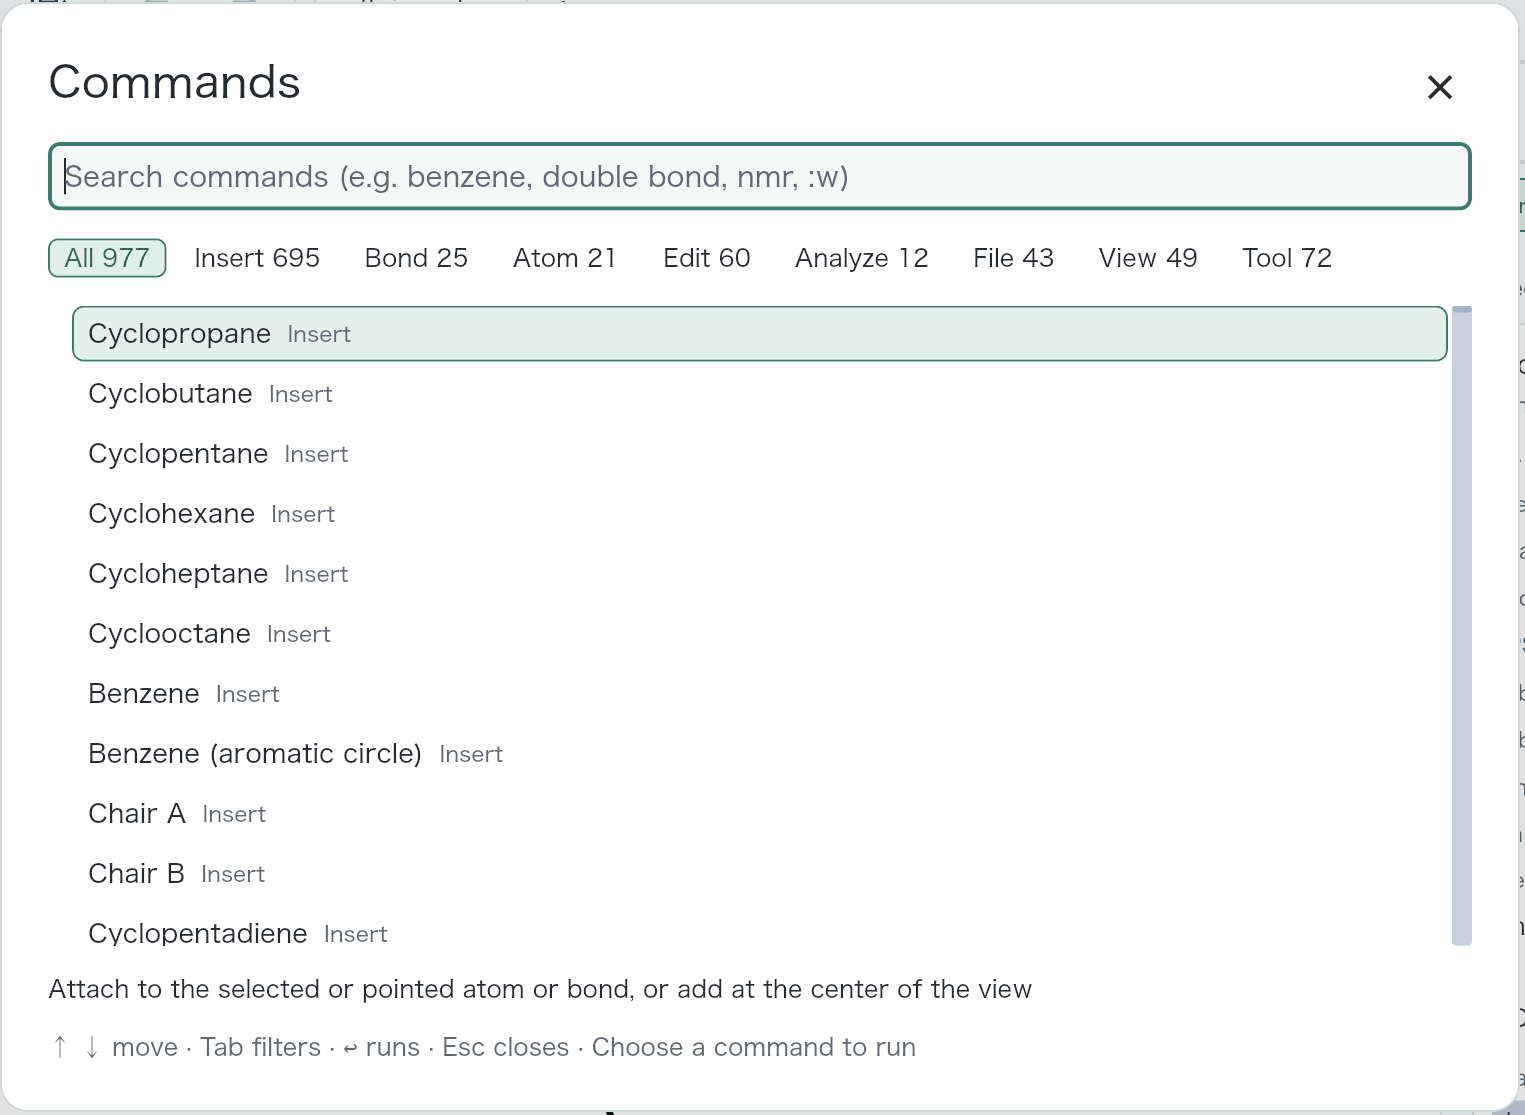 Commands
Search commands (e.g. benzene, double bond, nmr, :w)
All 977 Insert 695 Bond 25 Atom 21 Edit 60 Analyze 12 File 43 View 49 Tool 72
Cyclopropane Insert
Cyclobutane Insert
Cyclopentane Insert
Cyclohexane Insert
Cycloheptane Insert
Cyclooctane Insert
Benzene Insert
Benzene (aromatic circle) Insert
Chair A Insert
Chair B Insert
Cyclopentadiene Insert
Attach to the selected or pointed atom or bond, or add at the center of the view
↑ ↓ move · Tab filters · ↩ runs · Esc closes · Choose a command to run